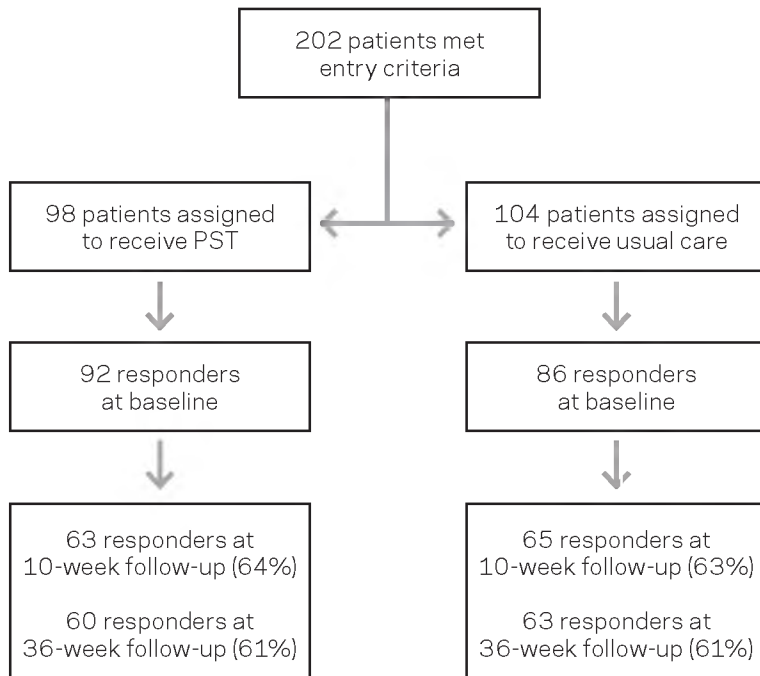 202 patients met
entry criteria
98 patients assigned
to receive PST
104 patients assigned
to receive usual care
92 responders
at baseline
86 responders
at baseline
63 responders at
10-week follow-up (64%)
60 responders at
36-week follow-up (61%)
65 responders at
10-week follow-up (63%)
63 responders at
36-week follow-up (61%)